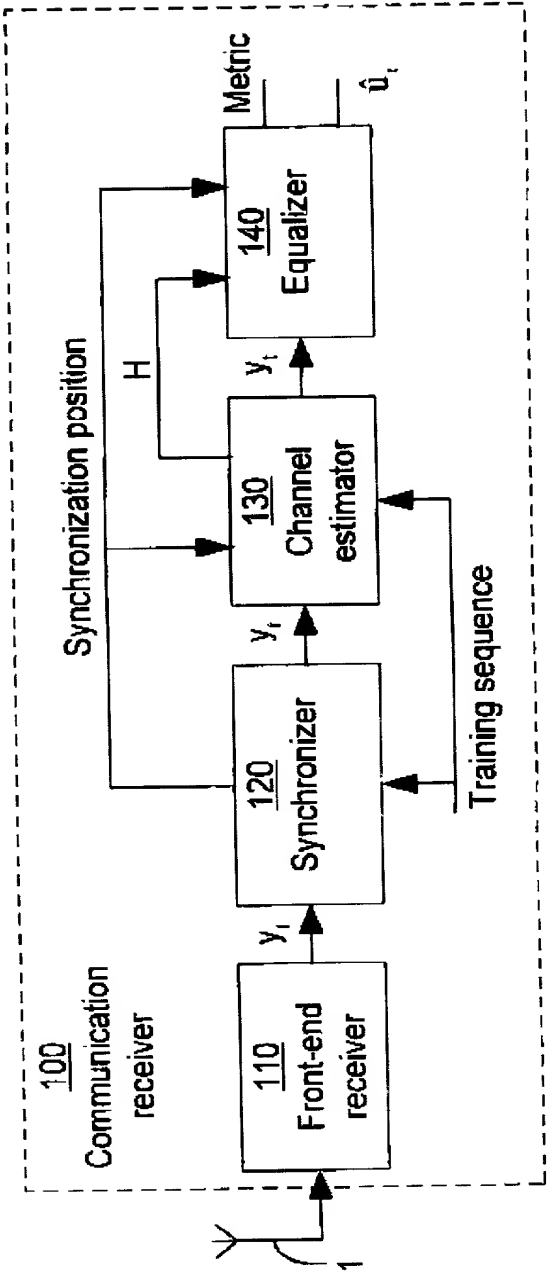 100
Communication
receiver
1
110
Front-end
receiver
y_t
120
Synchronizer
Synchronization position
y_t
130
Channel
estimator
Training sequence
H
y_t
140
Equalizer
Metric
û_t